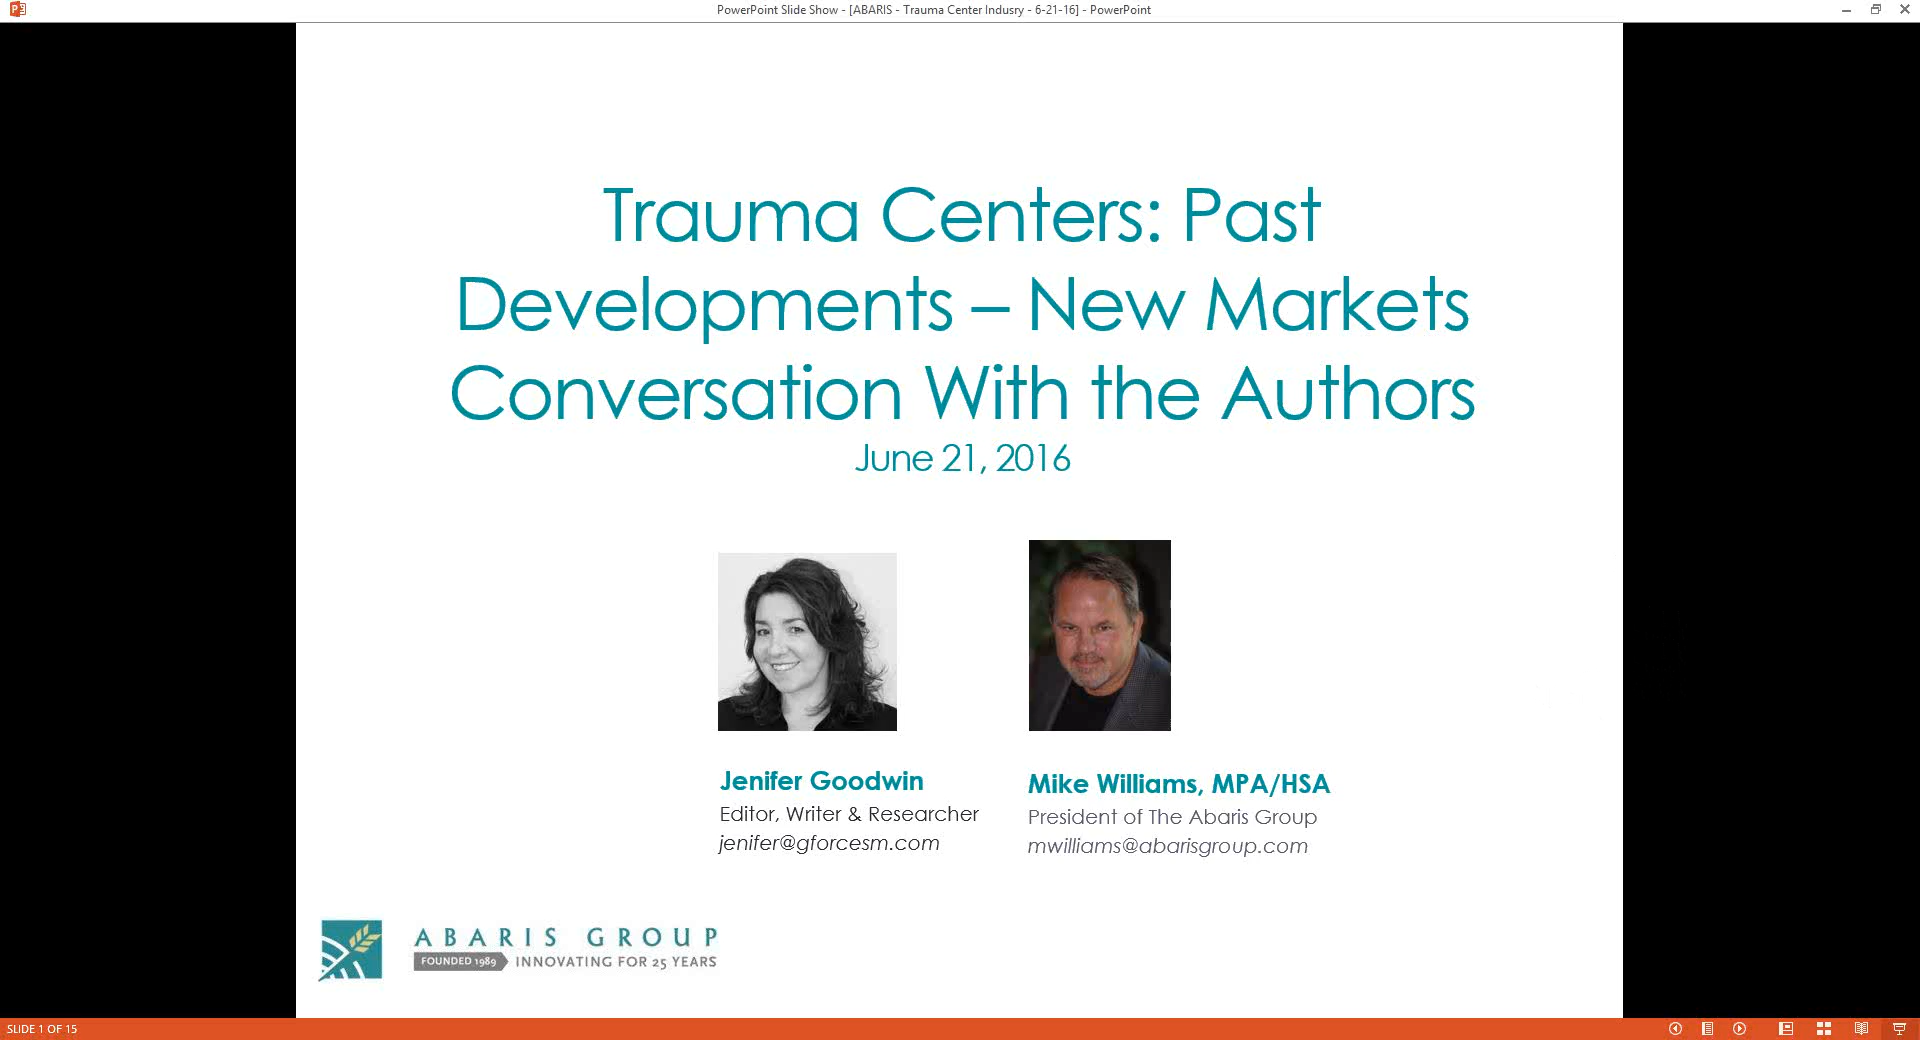 PowerPoint Slide Show - [ABARIS - Trauma Center Indusry - 6-21-16] - PowerPoint
Trauma Centers: Past
Developments – New Markets
Conversation With the Authors
June 21, 2016
Jenifer Goodwin
Editor, Writer & Researcher
jenifer@gforcesm.com
Mike Williams, MPA/HSA
President of The Abaris Group
mwilliams@abarisgroup.com
ABARIS GROUP
FOUNDED 1989 INNOVATING FOR 25 YEARS
SLIDE 1 OF 15